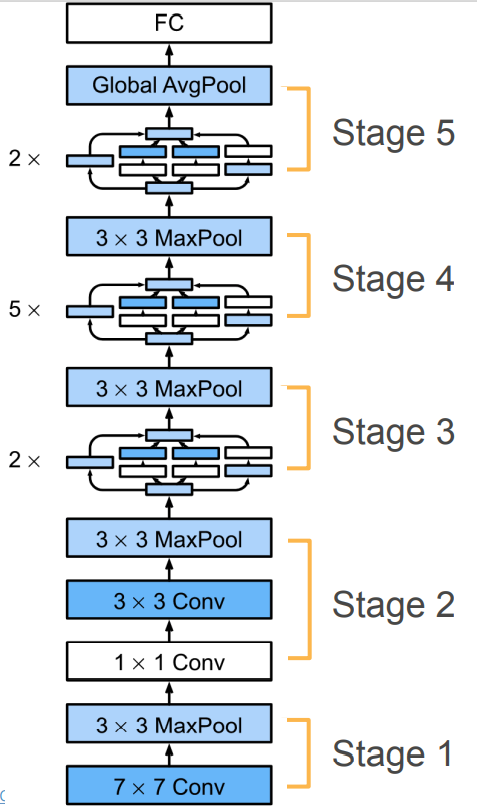 FC
Global AvgPool
Stage 5
2 ×
3 × 3 MaxPool
Stage 4
5 ×
3 × 3 MaxPool
Stage 3
2 ×
3 × 3 MaxPool
3 × 3 Conv
Stage 2
1 × 1 Conv
3 × 3 MaxPool
Stage 1
7 × 7 Conv